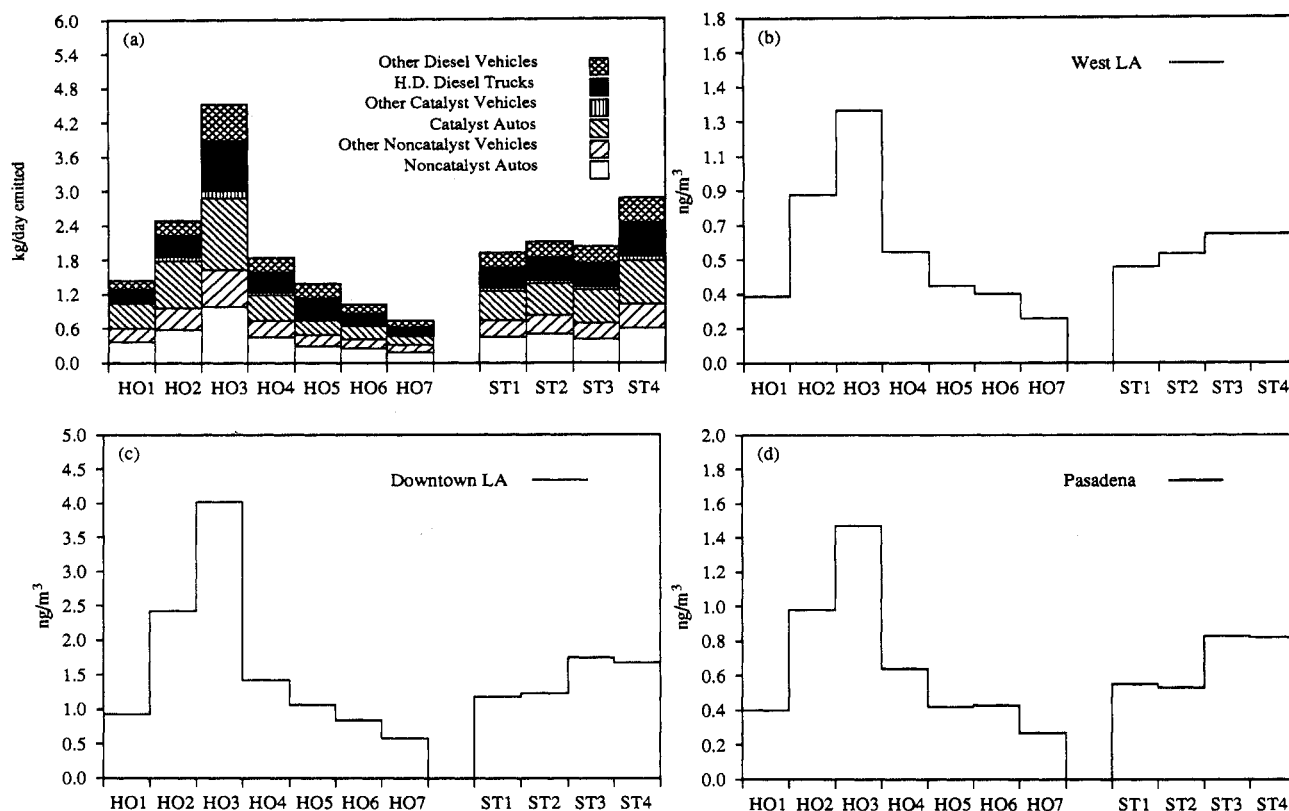 (a)
Other Diesel Vehicles
H.D. Diesel Trucks
Other Catalyst Vehicles
Catalyst Autos
Other Noncatalyst Vehicles
Noncatalyst Autos
kg/day emitted
6.0
5.4
4.8
4.2
3.6
3.0
2.4
1.8
1.2
0.6
0.0
HO1 HO2 HO3 HO4 HO5 HO6 HO7 ST1 ST2 ST3 ST4
(b)
West LA
ng/m³
1.8
1.6
1.4
1.3
1.1
0.9
0.7
0.5
0.4
0.2
0.0
HO1 HO2 HO3 HO4 HO5 HO6 HO7 ST1 ST2 ST3 ST4
(c)
Downtown LA
ng/m³
5.0
4.5
4.0
3.5
3.0
2.5
2.0
1.5
1.0
0.5
0.0
HO1 HO2 HO3 HO4 HO5 HO6 HO7 ST1 ST2 ST3 ST4
(d)
Pasadena
ng/m³
2.0
1.8
1.6
1.4
1.2
1.0
0.8
0.6
0.4
0.2
0.0
HO1 HO2 HO3 HO4 HO5 HO6 HO7 ST1 ST2 ST3 ST4